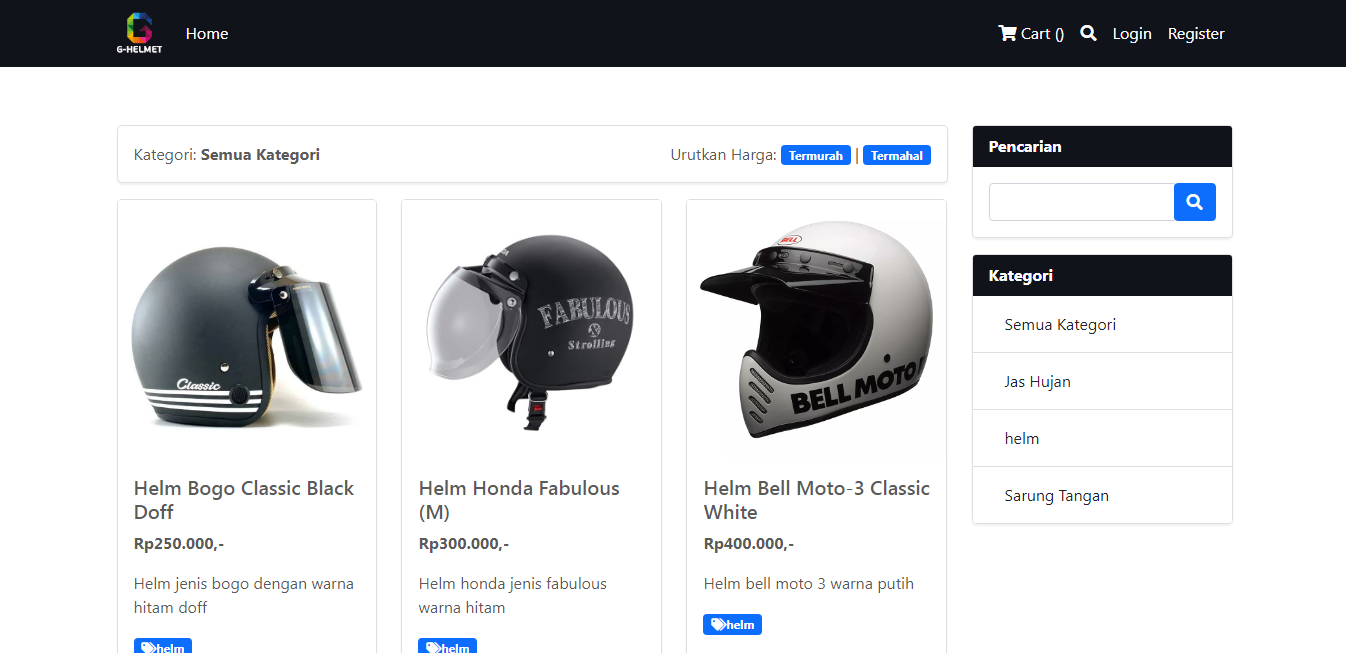 G-HELMET
Home
Cart ()
Login
Register
Kategori: Semua Kategori
Urutkan Harga: Termurah | Termahal
Classic
FABULOUS
Strolling
BELL
BELL MOTO
Helm Bogo Classic Black
Doff
Rp250.000,-
Helm jenis bogo dengan warna
hitam doff
helm
Helm Honda Fabulous
(M)
Rp300.000,-
Helm honda jenis fabulous
warna hitam
helm
Helm Bell Moto-3 Classic
White
Rp400.000,-
Helm bell moto 3 warna putih
helm
Pencarian
Kategori
Semua Kategori
Jas Hujan
helm
Sarung Tangan